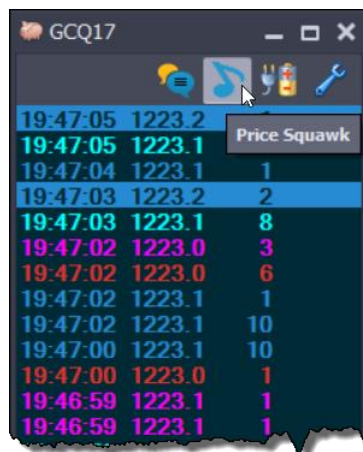 GCQ17
19:47:05 1223.2
Price Squawk
19:47:05 1223.1
19:47:04 1223.1 1
19:47:03 1223.2 2
19:47:03 1223.1 8
19:47:02 1223.0 3
19:47:02 1223.0 6
19:47:02 1223.1 1
19:47:02 1223.1 10
19:47:00 1223.1 10
19:47:00 1223.0 1
19:46:59 1223.1 1
19:46:59 1223.1 1